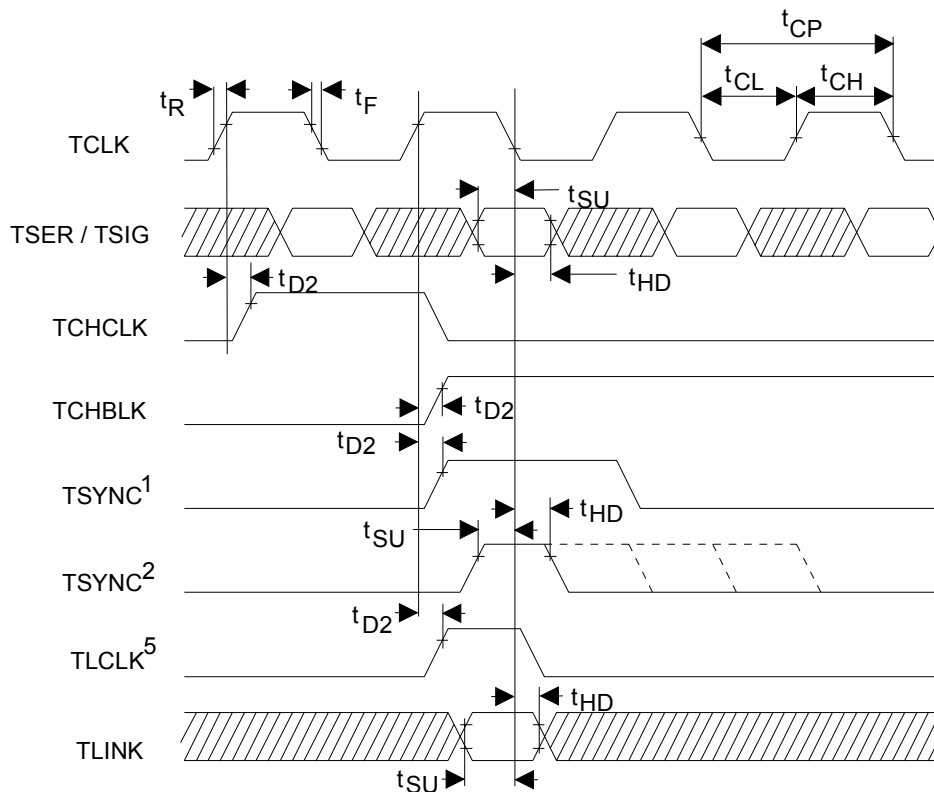 tCP
tCL tCH
tR tF
TCLK
tSU
TSER / TSIG
tHD
tD2
TCHCLK
TCHBLK
tD2
tD2
TSYNC1
tHD
tSU
TSYNC2
tD2
TLCLK5
tHD
TLINK
tSU